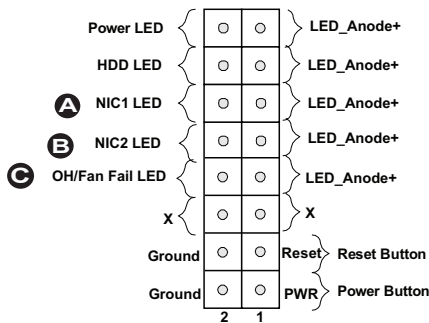 Power LED LED_Anode+
HDD LED LED_Anode+
A NIC1 LED LED_Anode+
B NIC2 LED LED_Anode+
C OH/Fan Fail LED LED_Anode+
X X
Ground Reset Reset Button
Ground PWR Power Button
2 1